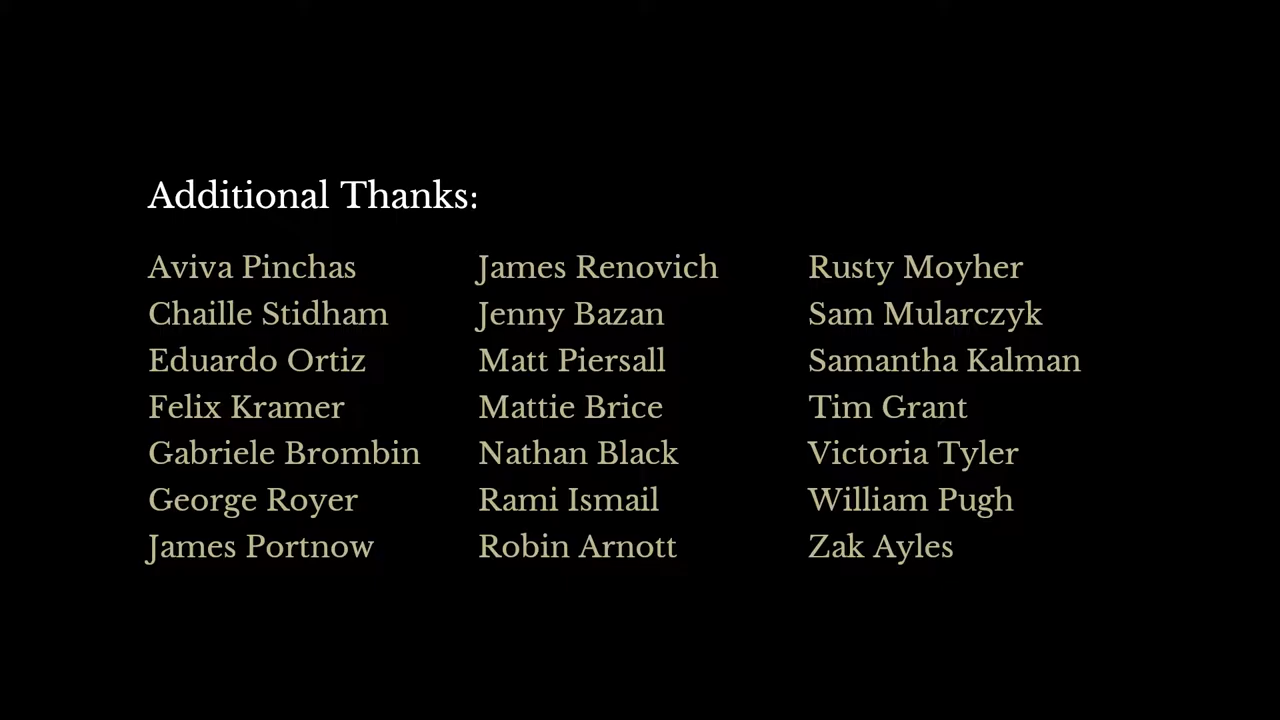 Additional Thanks:
Aviva Pinchas
Chaille Stidham
Eduardo Ortiz
Felix Kramer
Gabriele Brombin
George Royer
James Portnow
James Renovich
Jenny Bazan
Matt Piersall
Mattie Brice
Nathan Black
Rami Ismail
Robin Arnott
Rusty Moyher
Sam Mularczyk
Samantha Kalman
Tim Grant
Victoria Tyler
William Pugh
Zak Ayles